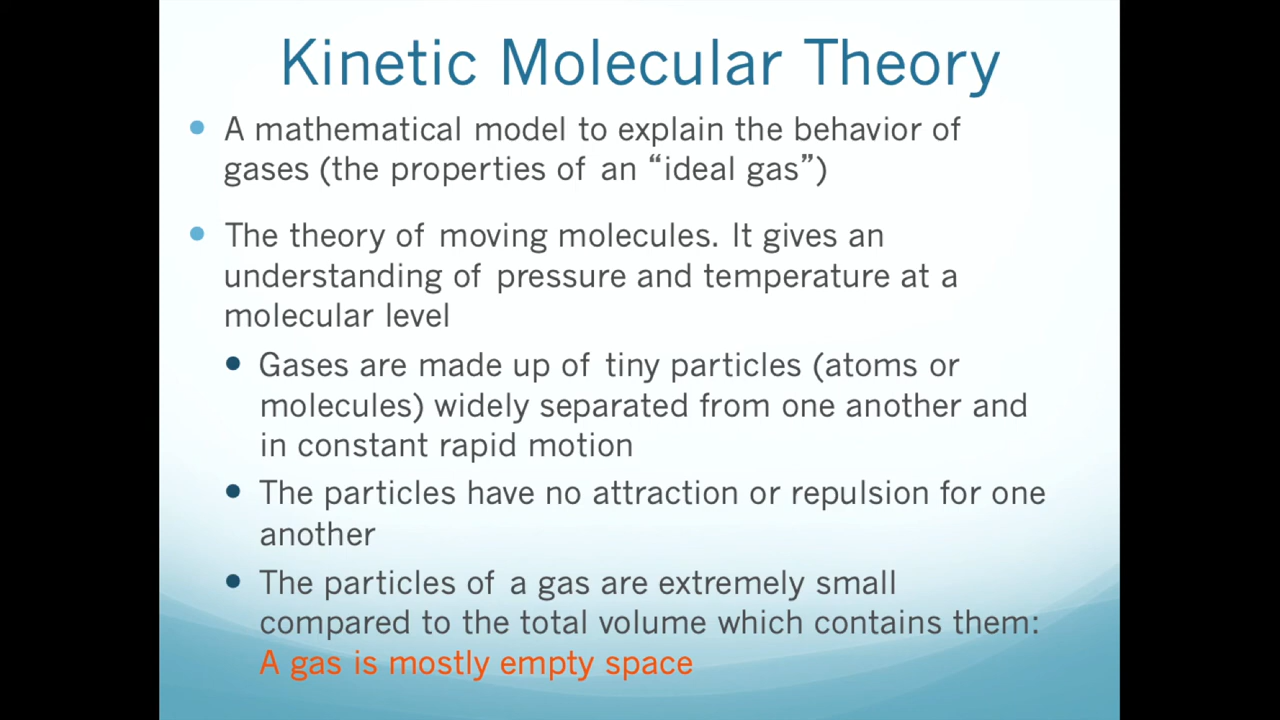 Kinetic Molecular Theory
• A mathematical model to explain the behavior of
gases (the properties of an “ideal gas”)
• The theory of moving molecules. It gives an
understanding of pressure and temperature at a
molecular level
• Gases are made up of tiny particles (atoms or
molecules) widely separated from one another and
in constant rapid motion
• The particles have no attraction or repulsion for one
another
• The particles of a gas are extremely small
compared to the total volume which contains them:
A gas is mostly empty space